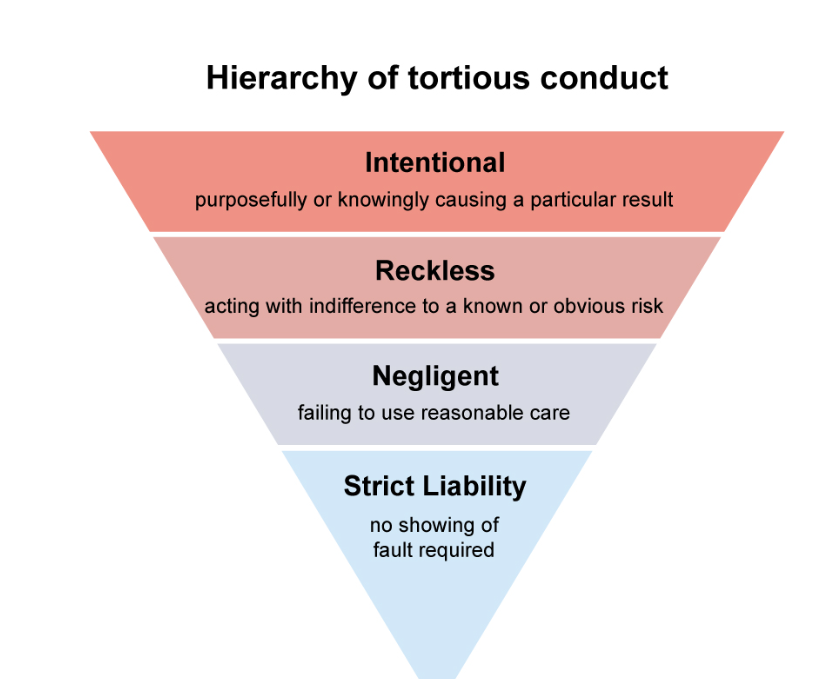 Hierarchy of tortious conduct
Intentional
purposefully or knowingly causing a particular result
Reckless
acting with indifference to a known or obvious risk
Negligent
failing to use reasonable care
Strict Liability
no showing of
fault required